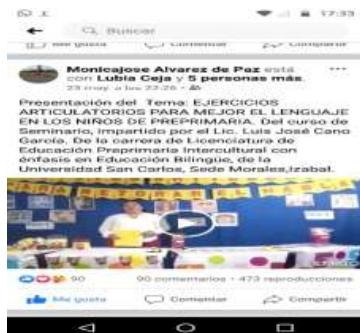 17:33
Buscar
Me gusta Comentar Compartir
Monicajose Alvarez de Paz está
con Lubia Ceja y 5 personas más.
23 may. a las 22:26
Presentación del Tema: EJERCICIOS
ARTICULATORIOS PARA MEJOR EL LENGUAJE
EN LOS NIÑOS DE PREPRIMARIA. Del curso de
Seminario, impartido por el Lic. Luis José Cano
García. De la carrera de Licenciatura de
Educación Preprimaria Intercultural con
énfasis en Educación Bilingüe, de la
Universidad San Carlos, Sede Morales,Izabal.
90
90 comentarios • 473 reproducciones
Me gusta Comentar Compartir